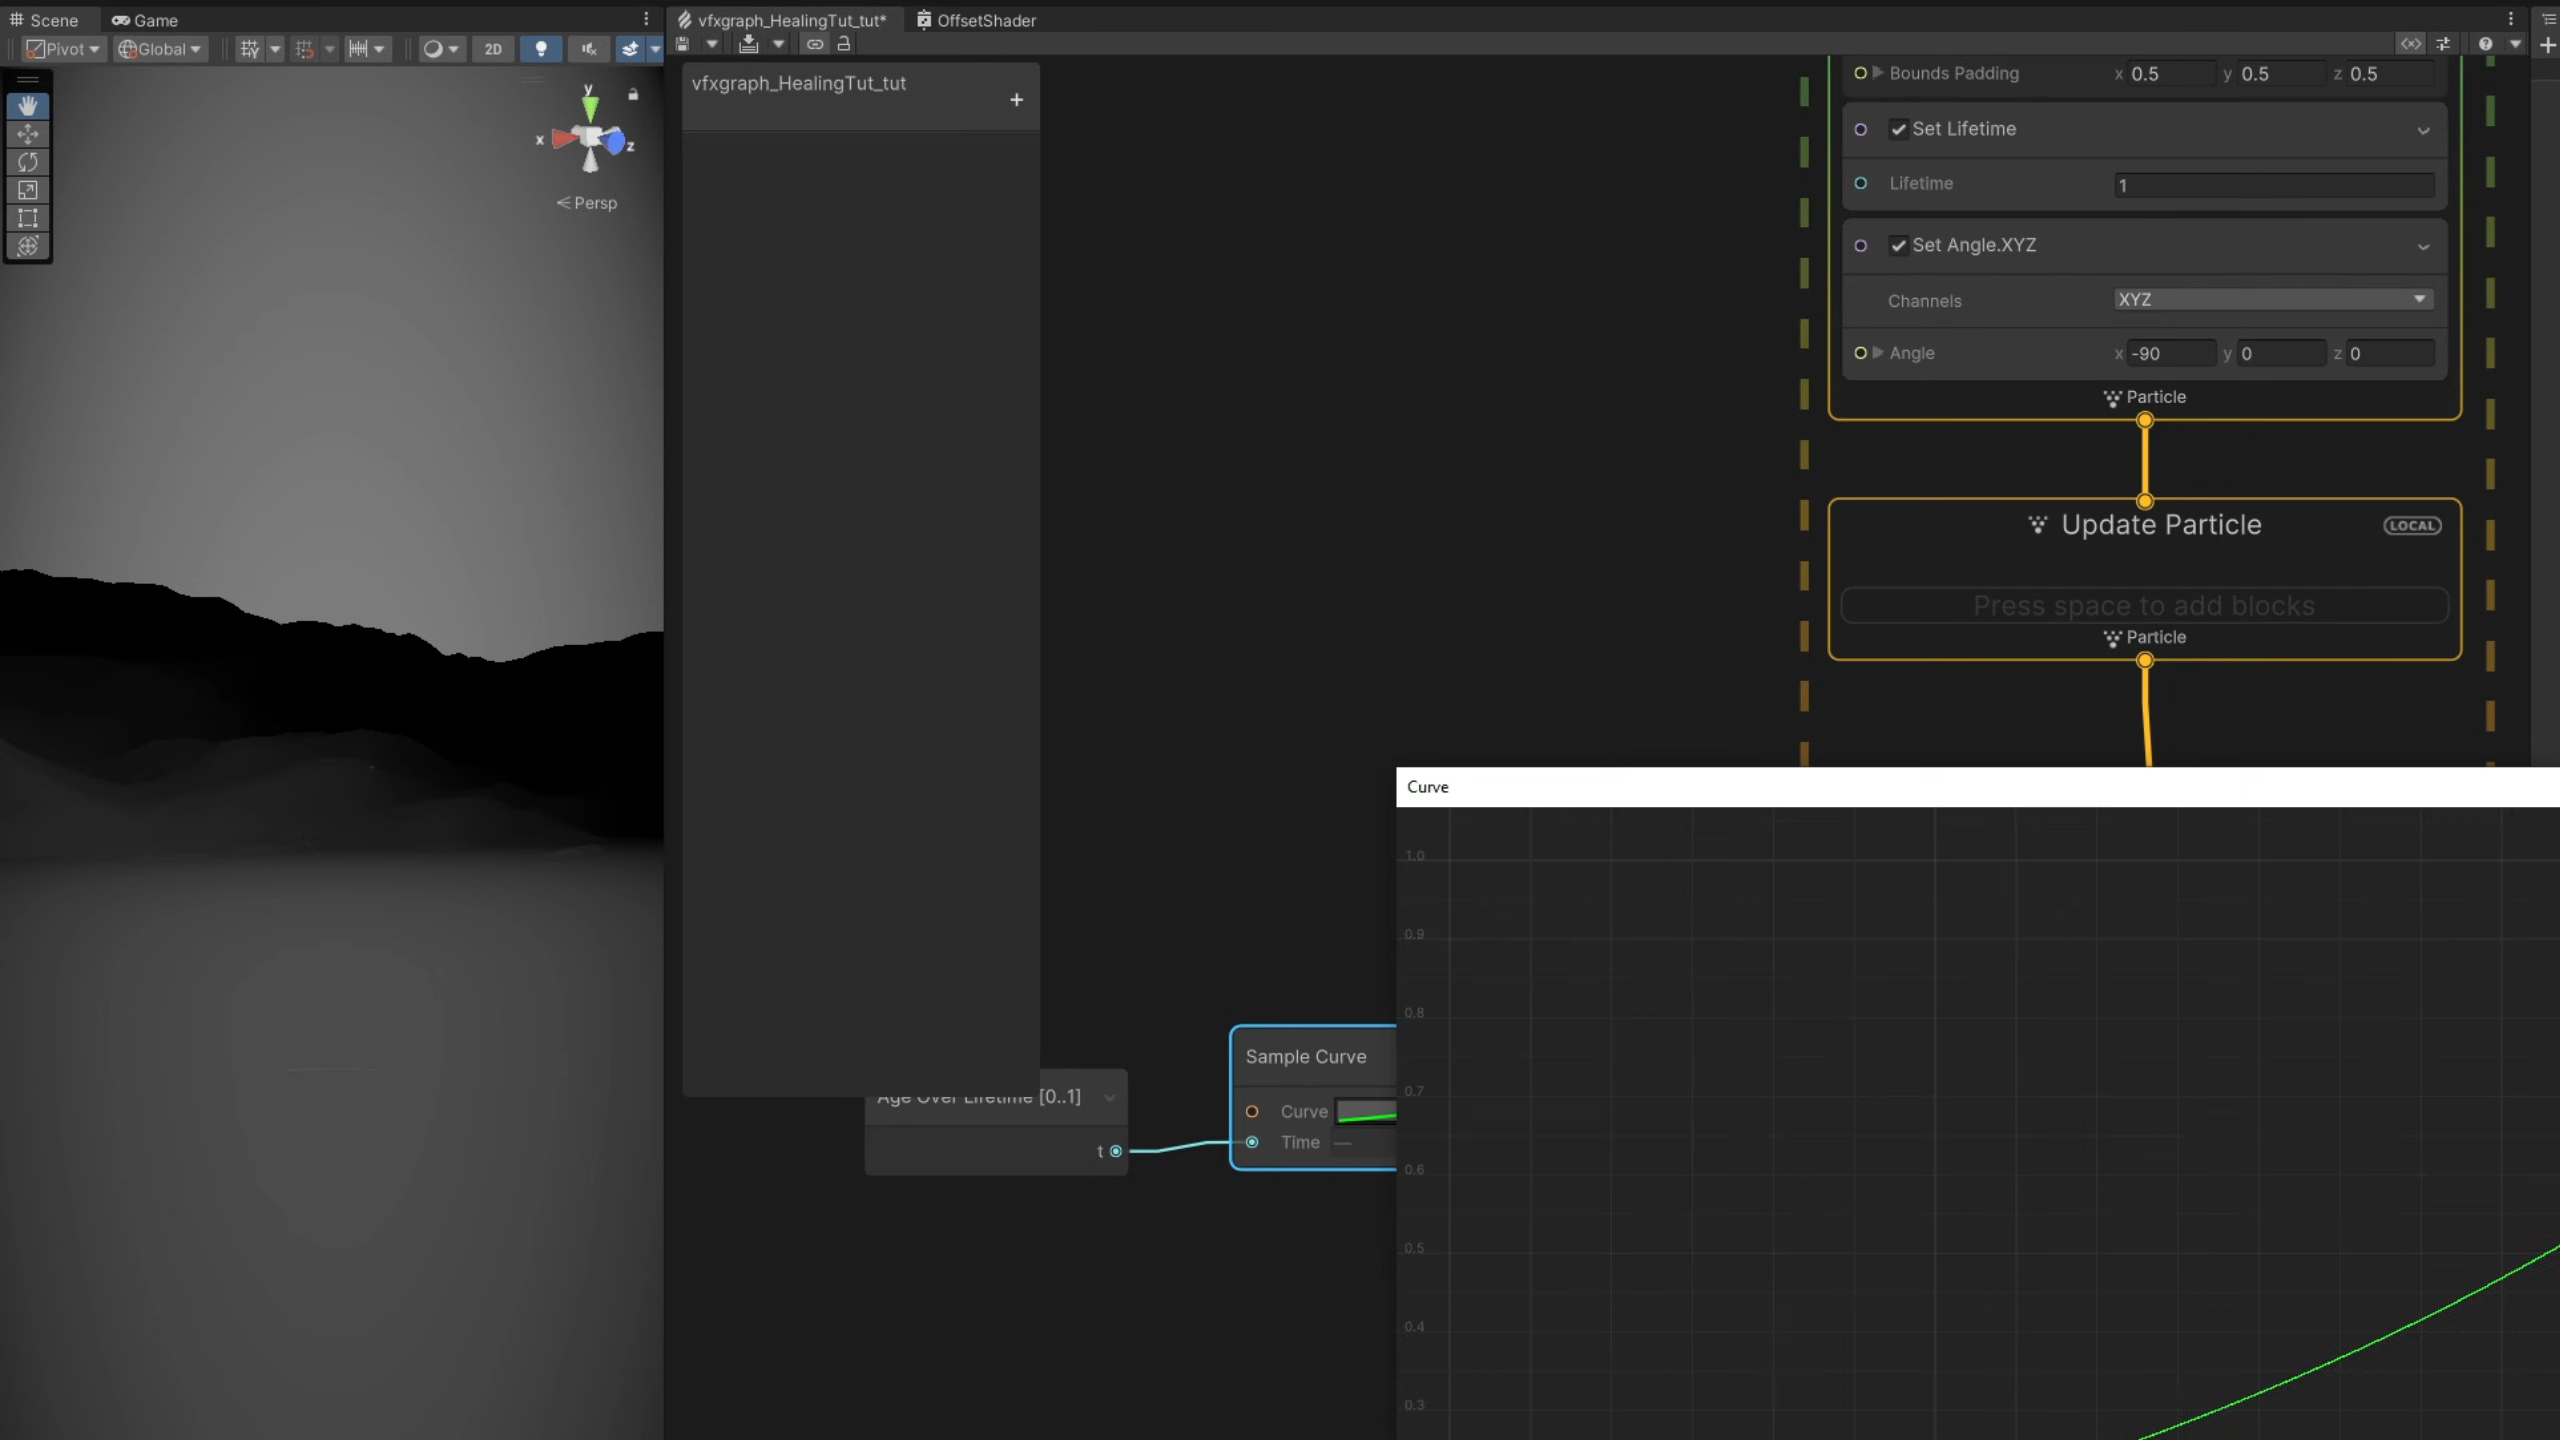 Scene
Game
Pivot
Global
2D
y
x
z
Persp
vfxgraph_HealingTut_tut*
OffsetShader
vfxgraph_HealingTut_tut
+
Bounds Padding x 0.5 y 0.5 z 0.5
Set Lifetime
Lifetime 1
Set Angle.XYZ
Channels XYZ
Angle x -90 y 0 z 0
Particle
Update Particle LOCAL
Press space to add blocks
Particle
Age Over Lifetime [0..1]
t
Sample Curve
Curve
Time
Curve
1.0
0.9
0.8
0.7
0.6
0.5
0.4
0.3